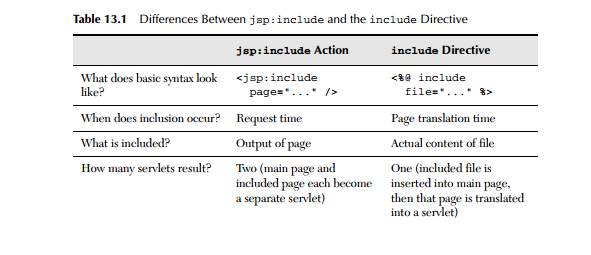 Table 13.1 Differences Between jsp:include and the include Directive
jsp:include Action include Directive
What does basic syntax look like?
<jsp:include
page="..." />
<%@ include
file="..." %>
When does inclusion occur? Request time Page translation time
What is included? Output of page Actual content of file
How many servlets result?
Two (main page and
included page each become
a separate servlet)
One (included file is
inserted into main page,
then that page is translated
into a servlet)